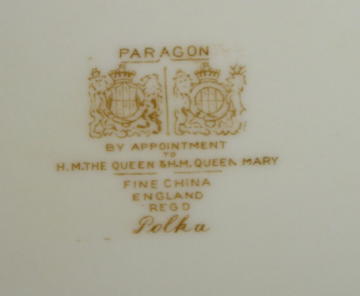 PARAGON
BY APPOINTMENT
TO
H.M. THE QUEEN & H.M. QUEEN MARY
FINE CHINA
ENGLAND
REGD
Polka